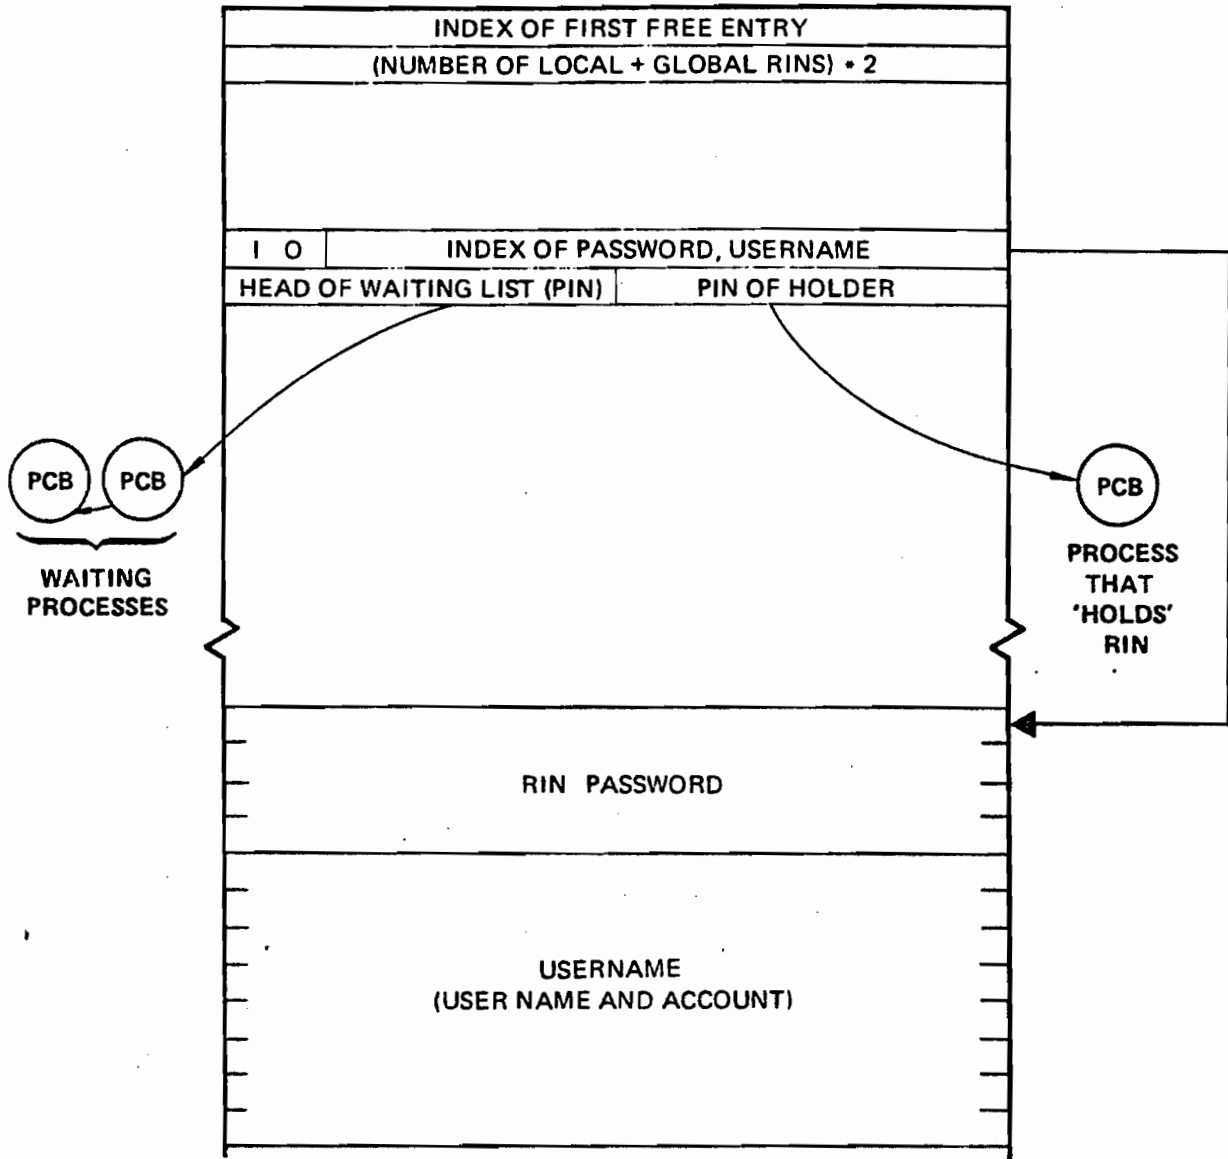 INDEX OF FIRST FREE ENTRY
(NUMBER OF LOCAL + GLOBAL RINS) • 2
I O INDEX OF PASSWORD, USERNAME
HEAD OF WAITING LIST (PIN) PIN OF HOLDER
PCB PCB PCB
WAITING
PROCESSES
PROCESS
THAT
'HOLDS'
RIN
RIN PASSWORD
USERNAME
(USER NAME AND ACCOUNT)